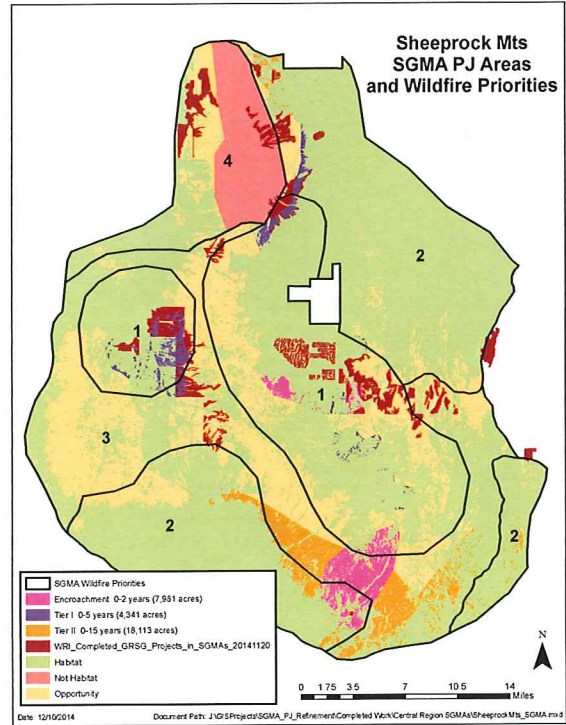 Sheeprock Mts
SGMA PJ Areas
and Wildfire Priorities
4
2
1
1
3
2
2
SGMA Wildfire Priorities
Encroachment 0-2 years (7,981 acres)
Tier I 0-5 years (4,341 acres)
Tier II 0-15 years (18,113 acres)
WRI_Completed_GRSG_Projects_in_SGMAs_20141120
Habitat
Not Habitat
Opportunity
N
0 1.75 3.5 7 10.5 14
Miles
Date: 12/10/2014 Document Path: J:\GISProjects\SGMA_PJ_Refinement\Completed Work\Central Region SGMAs\SheeprockMts_SGMA.mxd